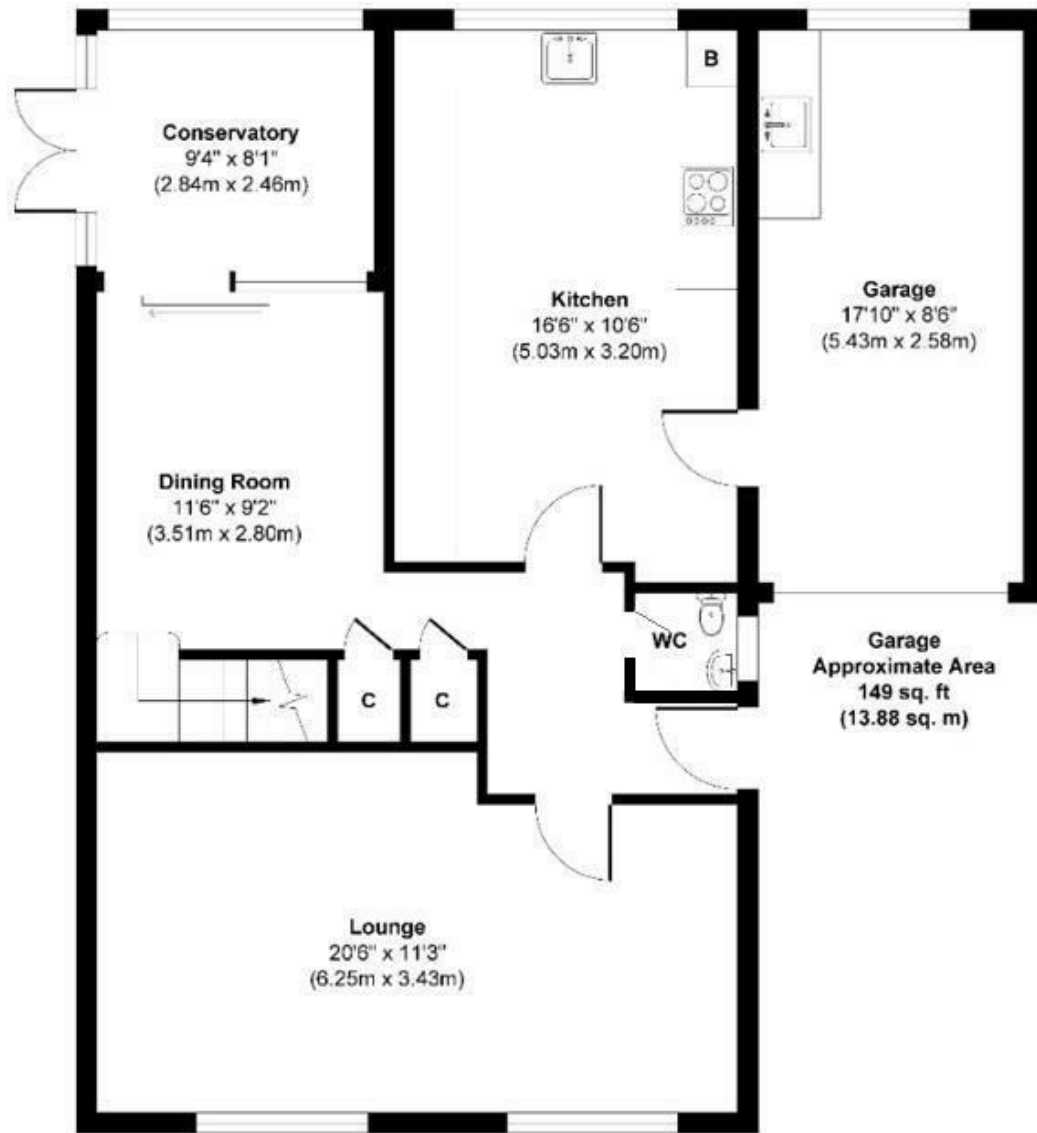 B
Conservatory
9'4" x 8'1"
(2.84m x 2.46m)
Kitchen
16'6" x 10'6"
(5.03m x 3.20m)
Garage
17'10" x 8'6"
(5.43m x 2.58m)
Dining Room
11'6" x 9'2"
(3.51m x 2.80m)
WC
Garage
Approximate Area
149 sq. ft
(13.88 sq. m)
C
C
Lounge
20'6" x 11'3"
(6.25m x 3.43m)